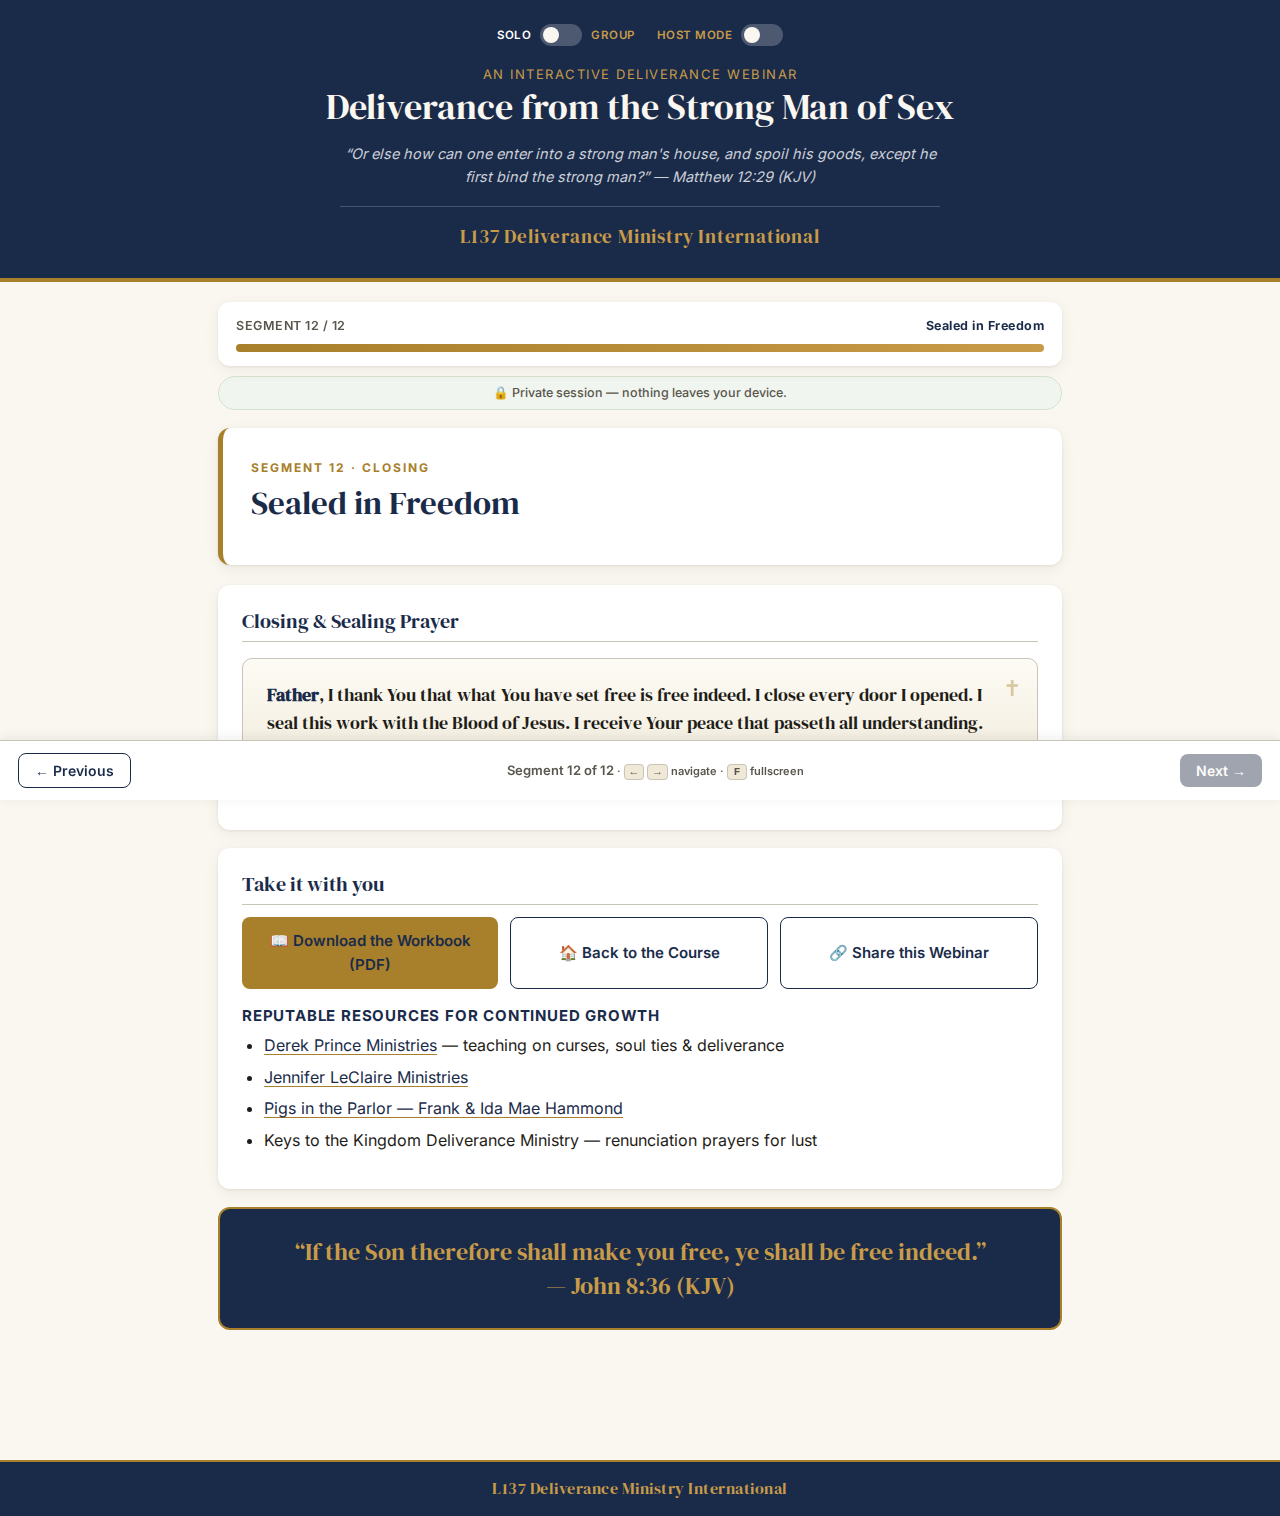 SOLO GROUP HOST MODE
AN INTERACTIVE DELIVERANCE WEBINAR
Deliverance from the Strong Man of Sex
“Or else how can one enter into a strong man's house, and spoil his goods, except he
first bind the strong man?” — Matthew 12:29 (KJV)
L137 Deliverance Ministry International
SEGMENT 12 / 12 Sealed in Freedom
🔒 Private session — nothing leaves your device.
SEGMENT 12 · CLOSING
Sealed in Freedom
Closing & Sealing Prayer
Father, I thank You that what You have set free is free indeed. I close every door I opened. I
seal this work with the Blood of Jesus. I receive Your peace that passeth all understanding.
← Previous Segment 12 of 12 · ← → navigate · F fullscreen Next →
Take it with you
📖 Download the Workbook
(PDF)
🏠 Back to the Course
🔗 Share this Webinar
REPUTABLE RESOURCES FOR CONTINUED GROWTH
• Derek Prince Ministries — teaching on curses, soul ties & deliverance
• Jennifer LeClaire Ministries
• Pigs in the Parlor — Frank & Ida Mae Hammond
• Keys to the Kingdom Deliverance Ministry — renunciation prayers for lust
“If the Son therefore shall make you free, ye shall be free indeed.”
— John 8:36 (KJV)
L137 Deliverance Ministry International